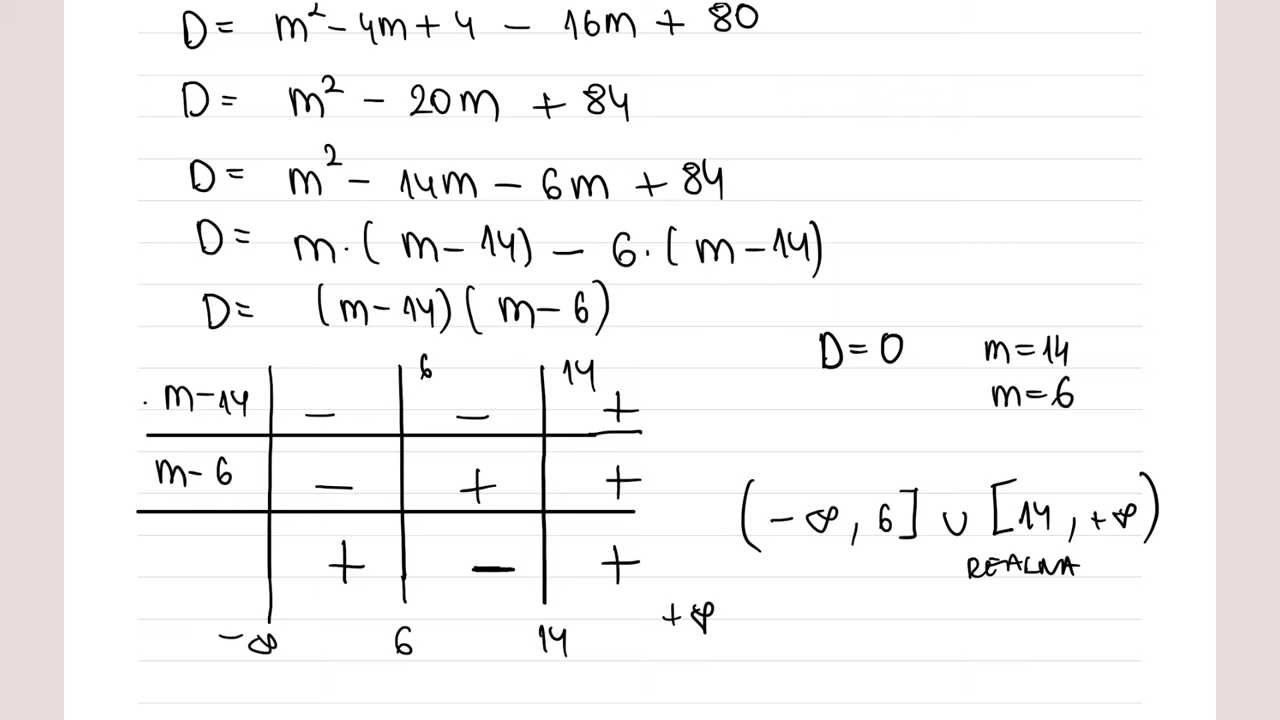 D = m² - 4m + 4 - 16m + 80
D = m² - 20m + 84
D = m² - 14m - 6m + 84
D = m · (m - 14) - 6 · (m - 14)
D = (m - 14)(m - 6)
D = 0 m = 14
m = 6
6 14
· m - 14 - - +
m - 6 - + +
+ - +
-∞ 6 14 +∞
(-∞, 6] ∪ [14, +∞)
REALNA